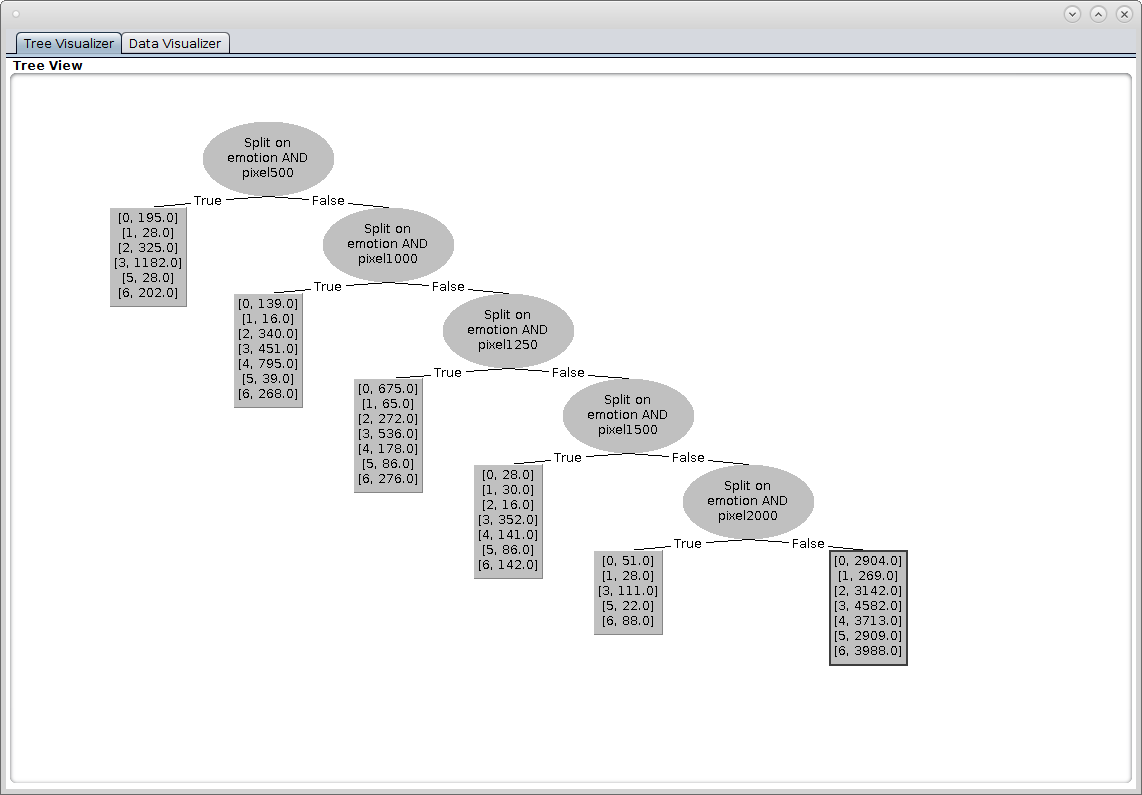 Tree Visualizer
Data Visualizer
Tree View
Split on
emotion AND
pixel500
True
False
[0, 195.0]
[1, 28.0]
[2, 325.0]
[3, 1182.0]
[5, 28.0]
[6, 202.0]
Split on
emotion AND
pixel1000
True
False
[0, 139.0]
[1, 16.0]
[2, 340.0]
[3, 451.0]
[4, 795.0]
[5, 39.0]
[6, 268.0]
Split on
emotion AND
pixel1250
True
False
[0, 675.0]
[1, 65.0]
[2, 272.0]
[3, 536.0]
[4, 178.0]
[5, 86.0]
[6, 276.0]
Split on
emotion AND
pixel1500
True
False
[0, 28.0]
[1, 30.0]
[2, 16.0]
[3, 352.0]
[4, 141.0]
[5, 86.0]
[6, 142.0]
Split on
emotion AND
pixel2000
True
False
[0, 51.0]
[1, 28.0]
[3, 111.0]
[5, 22.0]
[6, 88.0]
[0, 2904.0]
[1, 269.0]
[2, 3142.0]
[3, 4582.0]
[4, 3713.0]
[5, 2909.0]
[6, 3988.0]